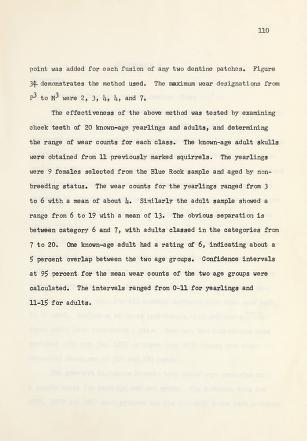 110
point was added for each fusion of any two dentine patches. Figure
34 demonstrates the method used. The maximum wear designations from
P3 to M3 were 2, 3, 4, 4, and 7.
The effectiveness of the above method was tested by examining
cheek teeth of 20 known-age yearlings and adults, and determining
the range of wear counts for each class. The known-age adult skulls
were obtained from 11 previously marked squirrels. The yearlings
were 9 females selected from the Blue Rock sample and aged by non-
breeding status. The wear counts for the yearlings ranged from 3
to 6 with a mean of about 4. Similarly the adult sample showed a
range from 6 to 19 with a mean of 13. The obvious separation is
between category 6 and 7, with adults classed in the categories from
7 to 20. One known-age adult had a rating of 6, indicating about a
5 percent overlap between the two age groups. Confidence intervals
at 95 percent for the mean wear counts of the two age groups were
calculated. The intervals ranged from 0-11 for yearlings and
11-15 for adults.